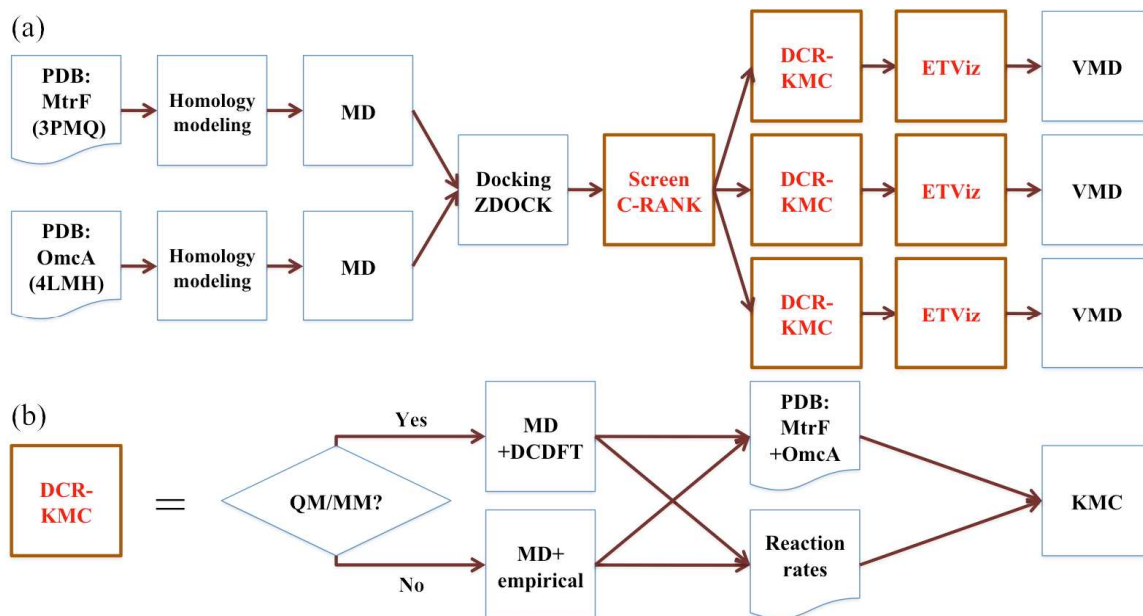 (a)
PDB:
MtrF
(3PMQ)
Homology
modeling
MD
PDB:
OmcA
(4LMH)
Homology
modeling
MD
Docking
ZDOCK
Screen
C-RANK
DCR-
KMC
ETViz
VMD
DCR-
KMC
ETViz
VMD
DCR-
KMC
ETViz
VMD
(b)
DCR-
KMC
=
QM/MM?
Yes
No
MD
+DCDFT
MD+
empirical
PDB:
MtrF
+OmcA
Reaction
rates
KMC